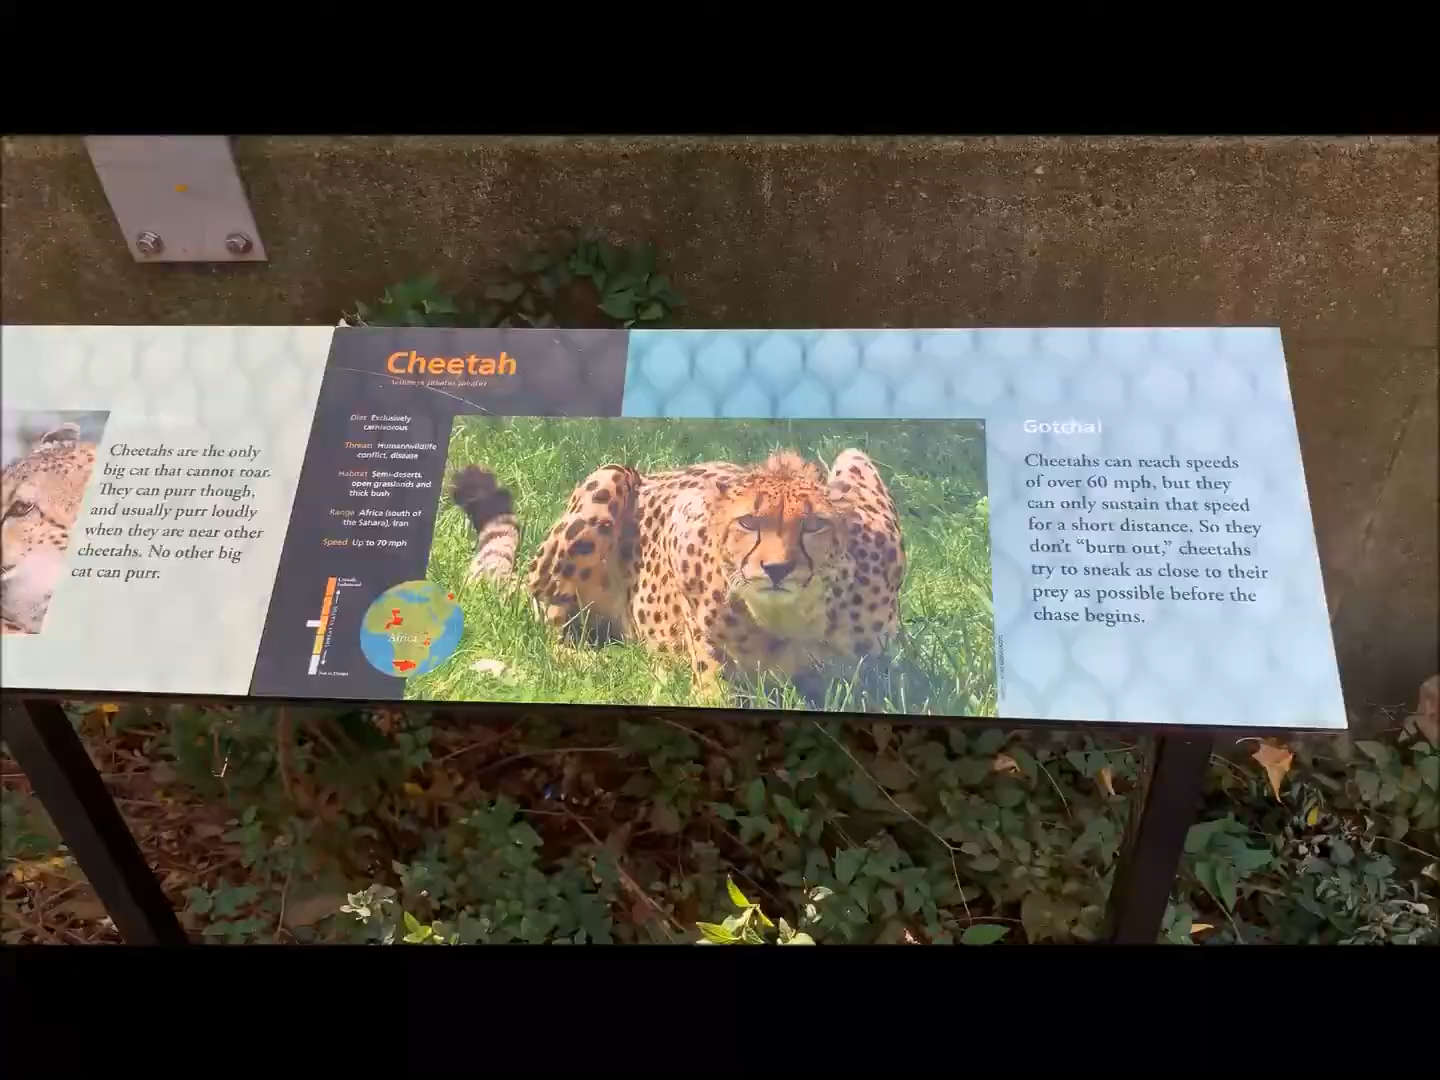 Cheetahs are the only
big cat that cannot roar.
They can purr though,
and usually purr loudly
when they are near other
cheetahs. No other big
cat can purr.
Cheetah
Acinonyx jubatus jubatus
Diet Exclusively
carnivorous
Threats Human/wildlife
conflict, disease
Habitat Semi-deserts,
open grasslands and
thick bush
Range Africa (south of
the Sahara), Iran
Speed Up to 70 mph
Africa
Gotcha!
Cheetahs can reach speeds
of over 60 mph, but they
can only sustain that speed
for a short distance. So they
don't “burn out,” cheetahs
try to sneak as close to their
prey as possible before the
chase begins.